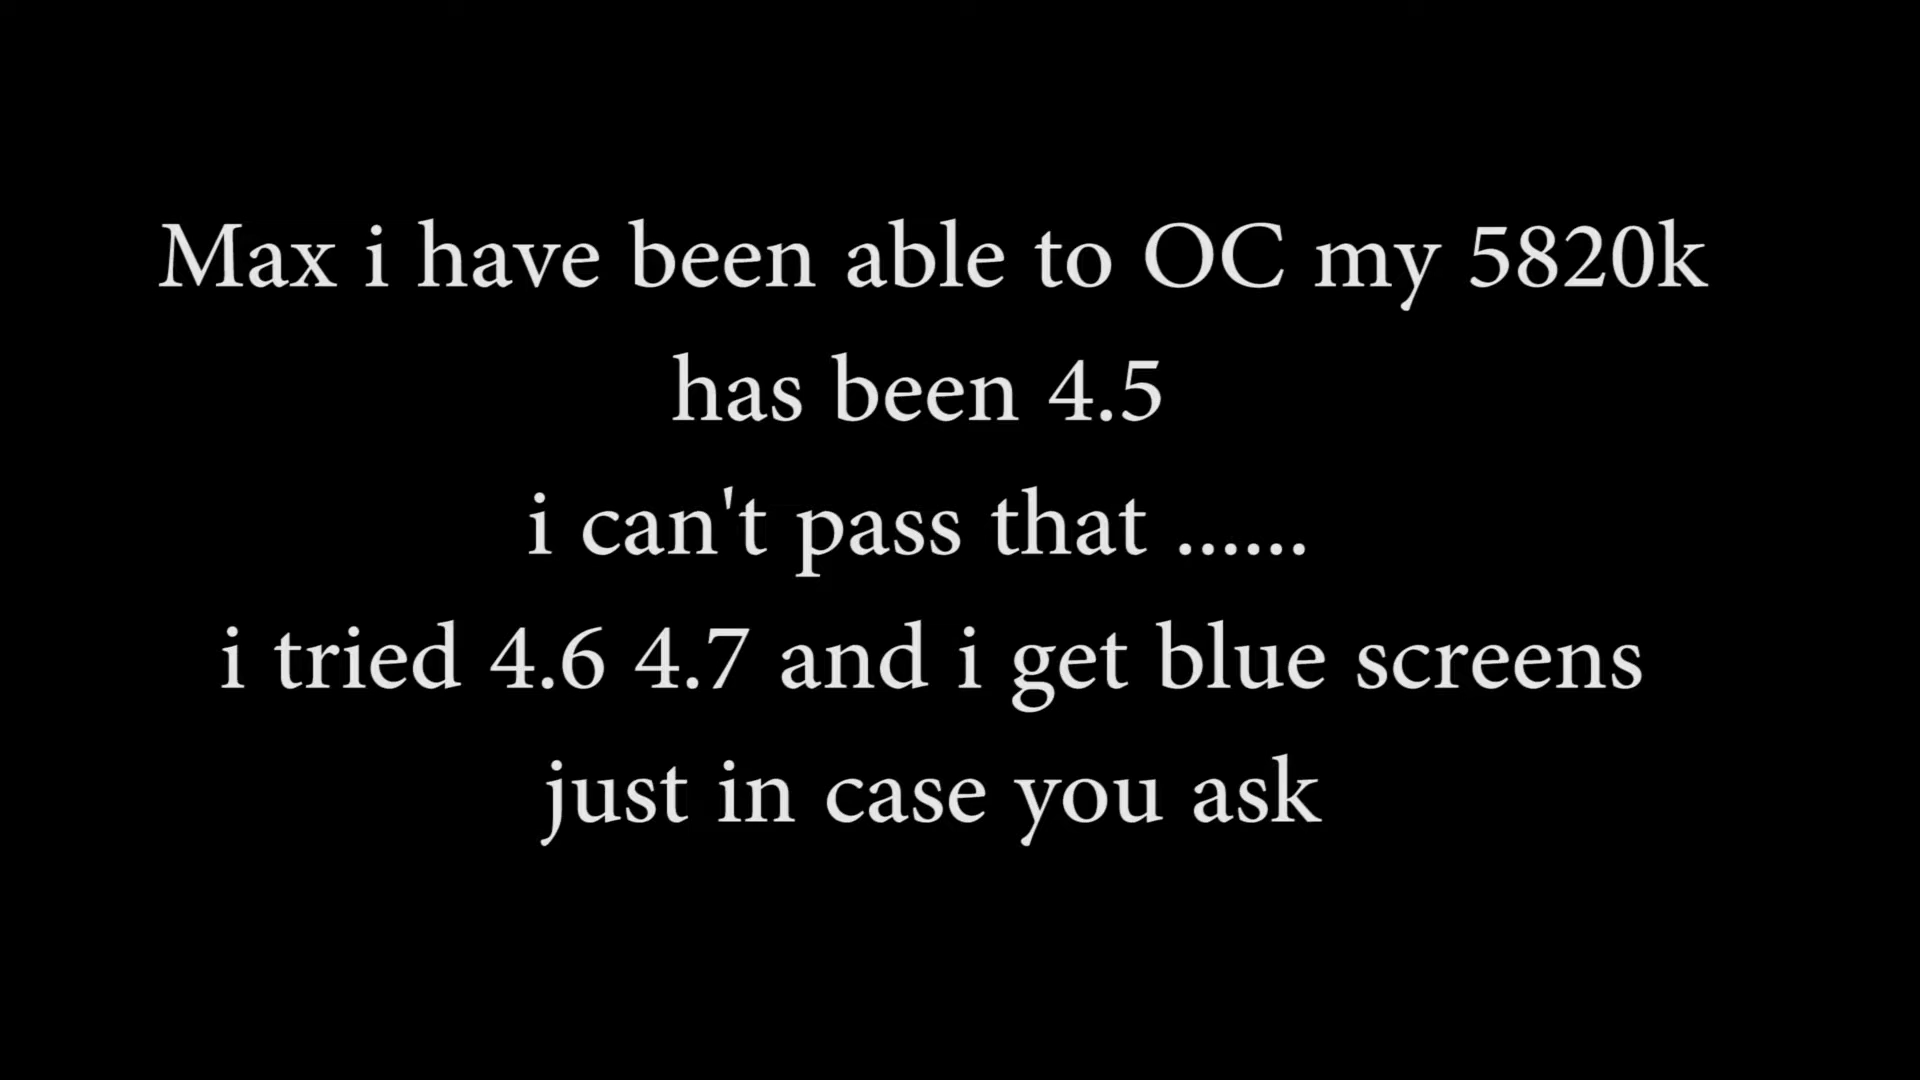 Max i have been able to OC my 5820k
has been 4.5
i can't pass that ......
i tried 4.6 4.7 and i get blue screens
just in case you ask